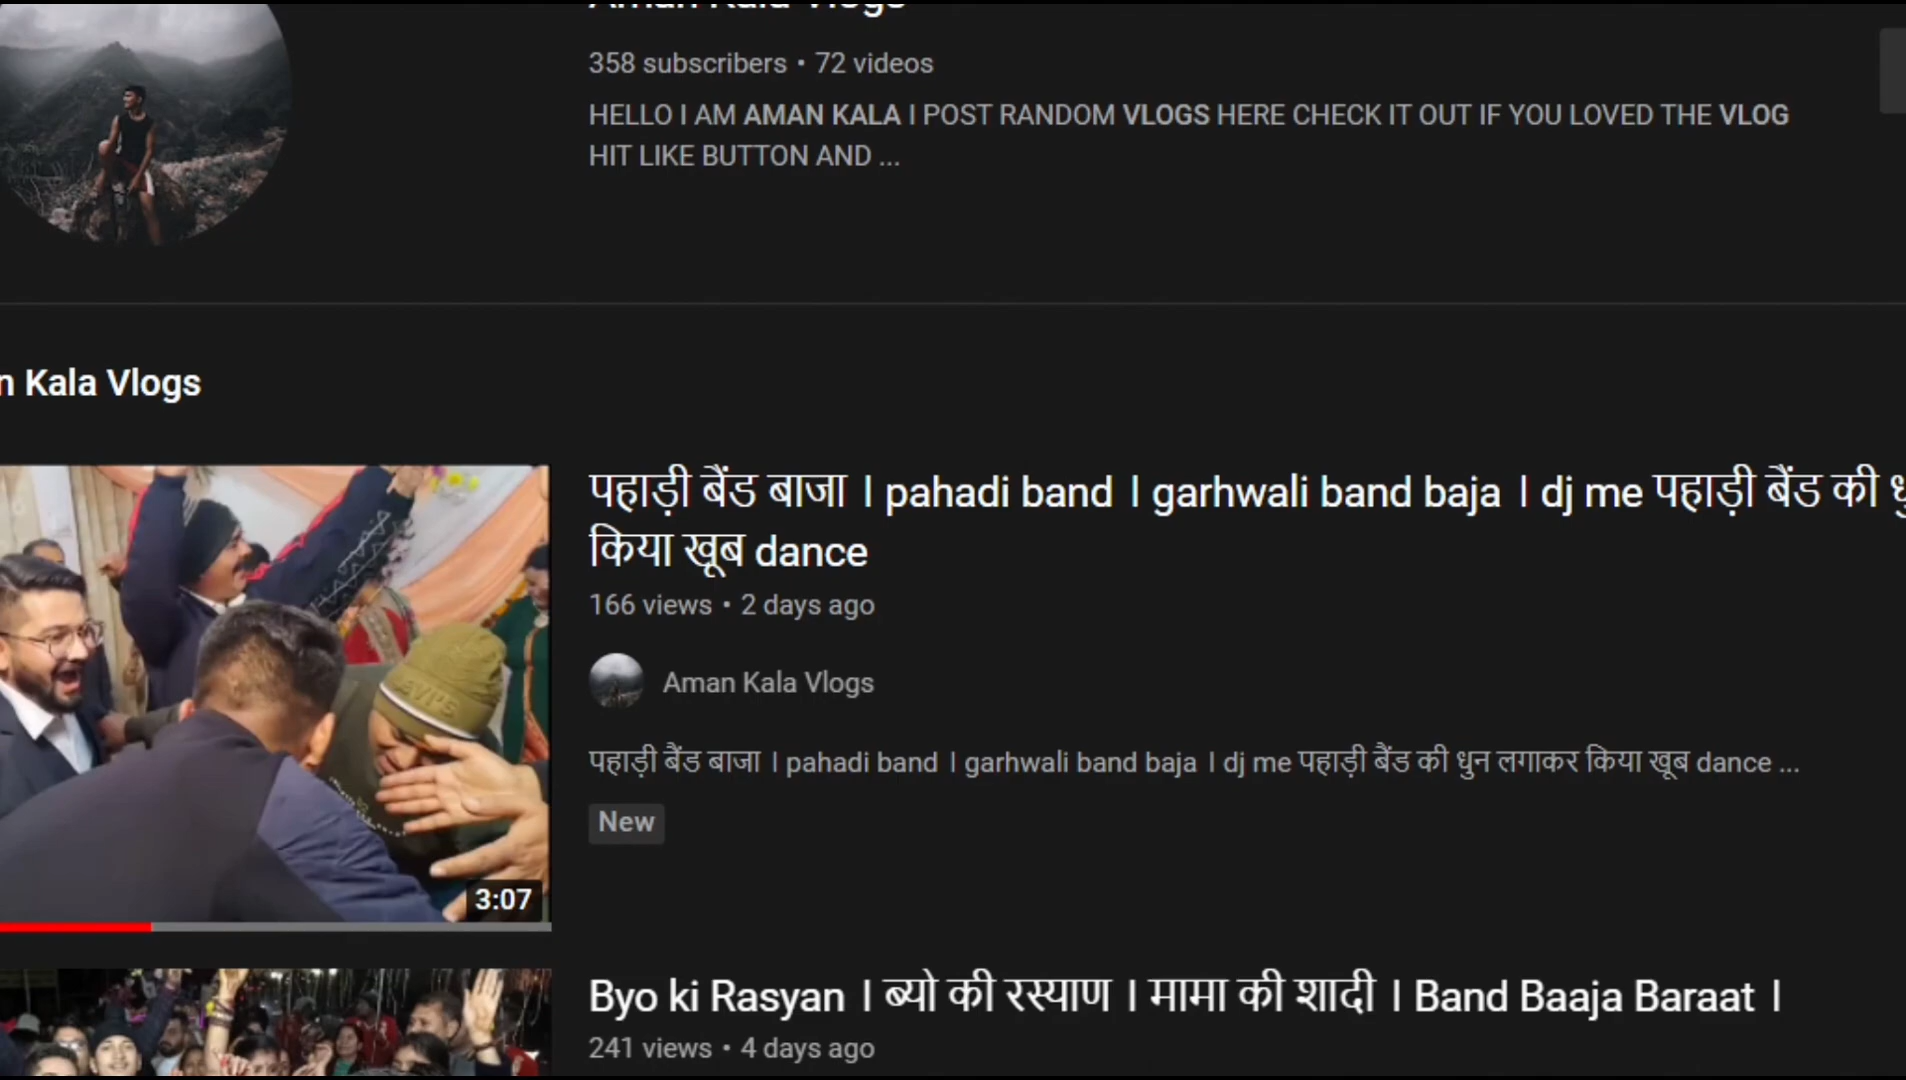 Aman Kala Vlogs
358 subscribers • 72 videos
HELLO I AM AMAN KALA I POST RANDOM VLOGS HERE CHECK IT OUT IF YOU LOVED THE VLOG
HIT LIKE BUTTON AND ...
n Kala Vlogs
पहाड़ी बैंड बाजा । pahadi band । garhwali band baja । dj me पहाड़ी बैंड की
किया खूब dance
166 views • 2 days ago
Aman Kala Vlogs
पहाड़ी बैंड बाजा । pahadi band । garhwali band baja । dj me पहाड़ी बैंड की धुन लगाकर किया खूब dance ...
New
3:07
Byo ki Rasyan । ब्यो की रस्याण । मामा की शादी । Band Baaja Baraat ।
241 views • 4 days ago